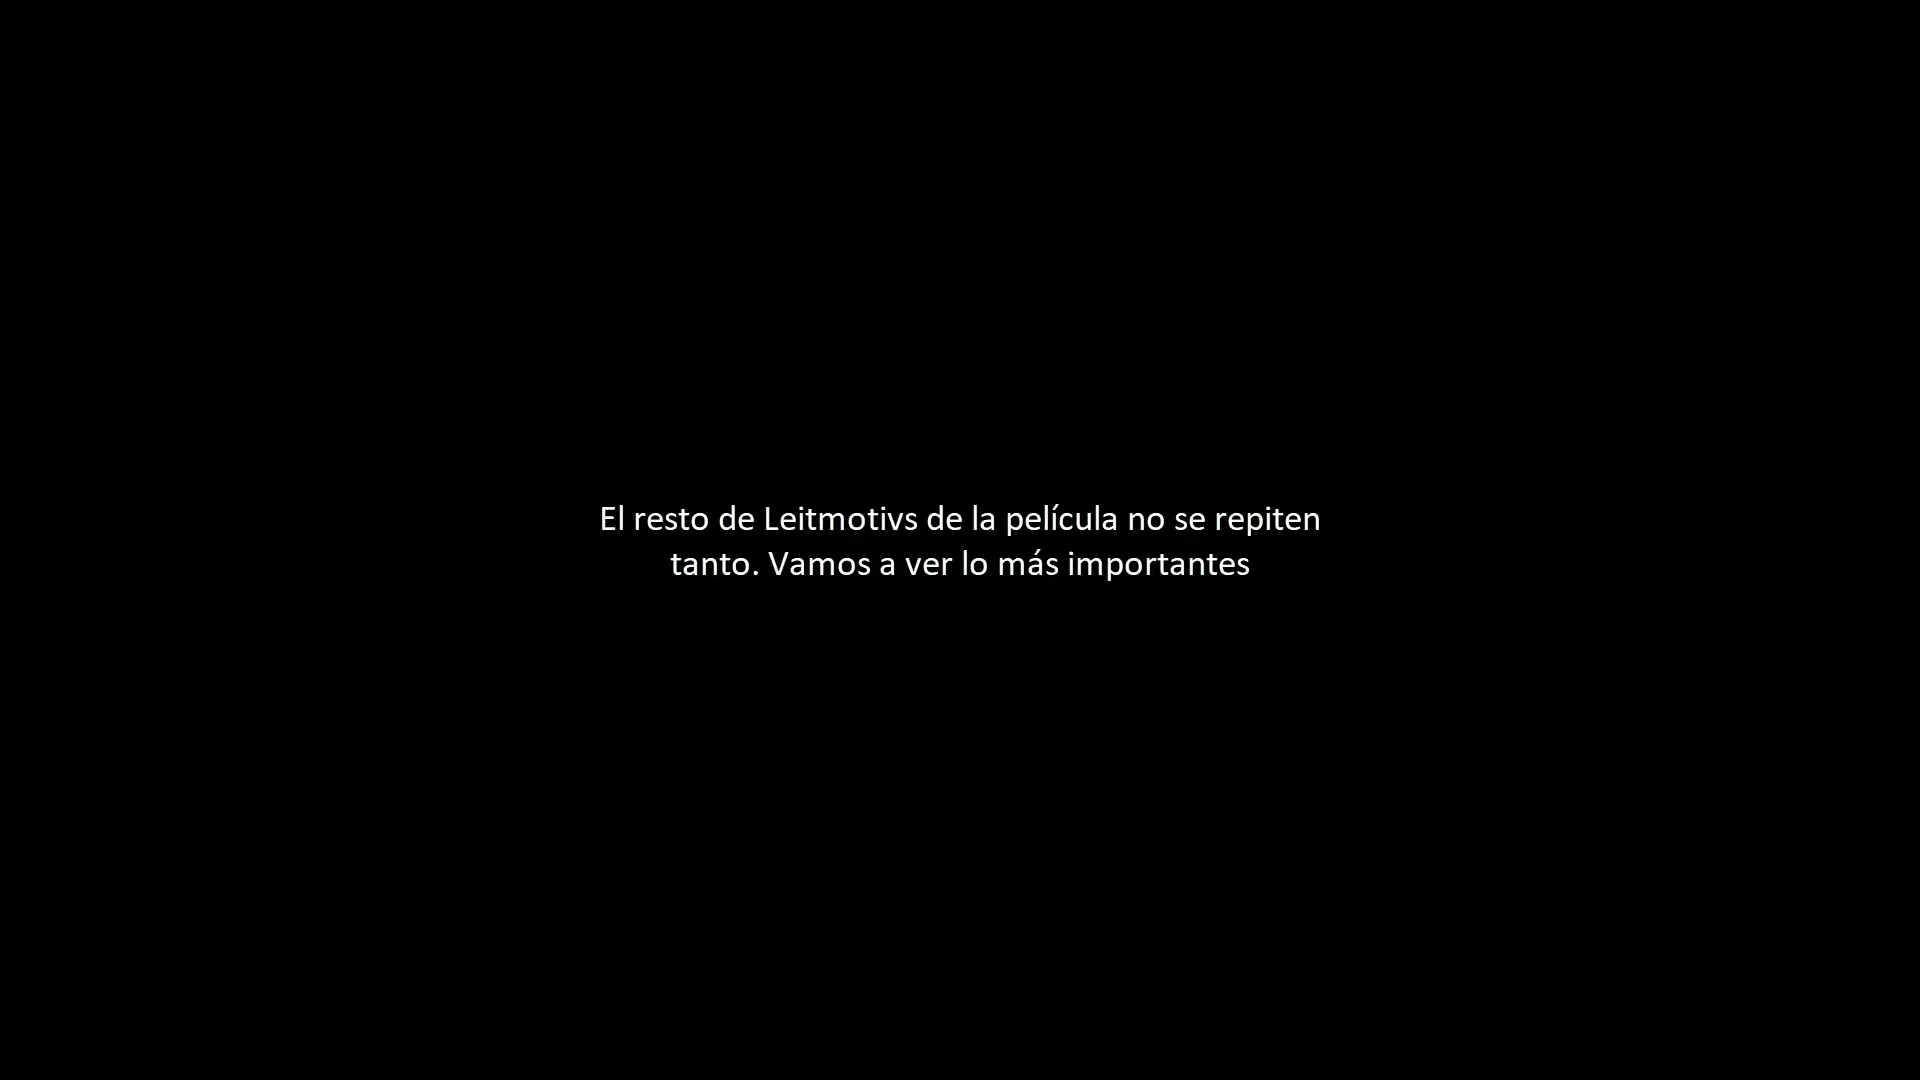 El resto de Leitmotivs de la película no se repiten
tanto. Vamos a ver lo más importantes